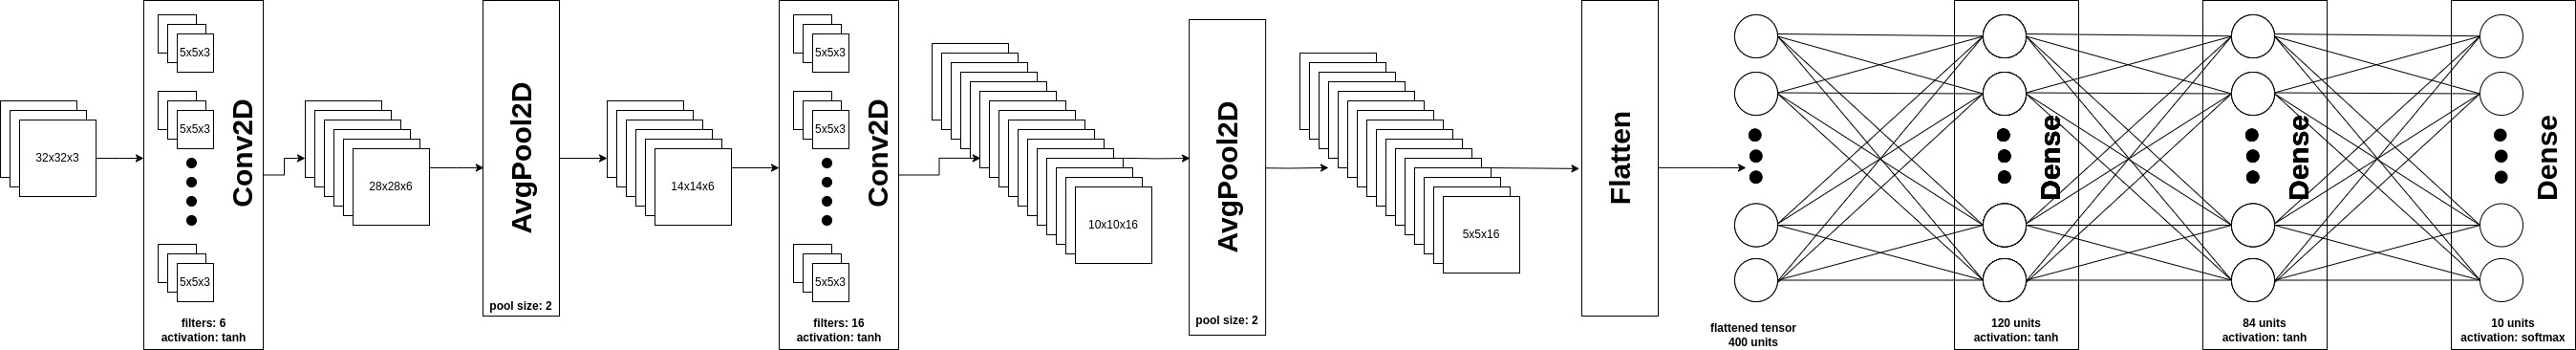 32x32x3
5x5x3
5x5x3
5x5x3
Conv2D
filters: 6
activation: tanh
28x28x6
AvgPool2D
pool size: 2
14x14x6
5x5x3
5x5x3
5x5x3
Conv2D
filters: 16
activation: tanh
10x10x16
AvgPool2D
pool size: 2
5x5x16
Flatten
flattened tensor
400 units
Dense
120 units
activation: tanh
Dense
84 units
activation: tanh
Dense
10 units
activation: softmax